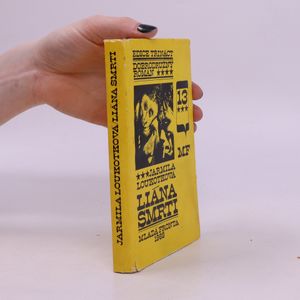 JARMILA LOUKOTKOVÁ/LIANA SMRTI
EDICE TŘINÁCT
DOBRODRUŽNÝ
ROMÁN ★★★★
13
★★★
MF
★★★JARMILA
LOUKOTKOVÁ
LIANA
SMRTI
MLADÁ FRONTA